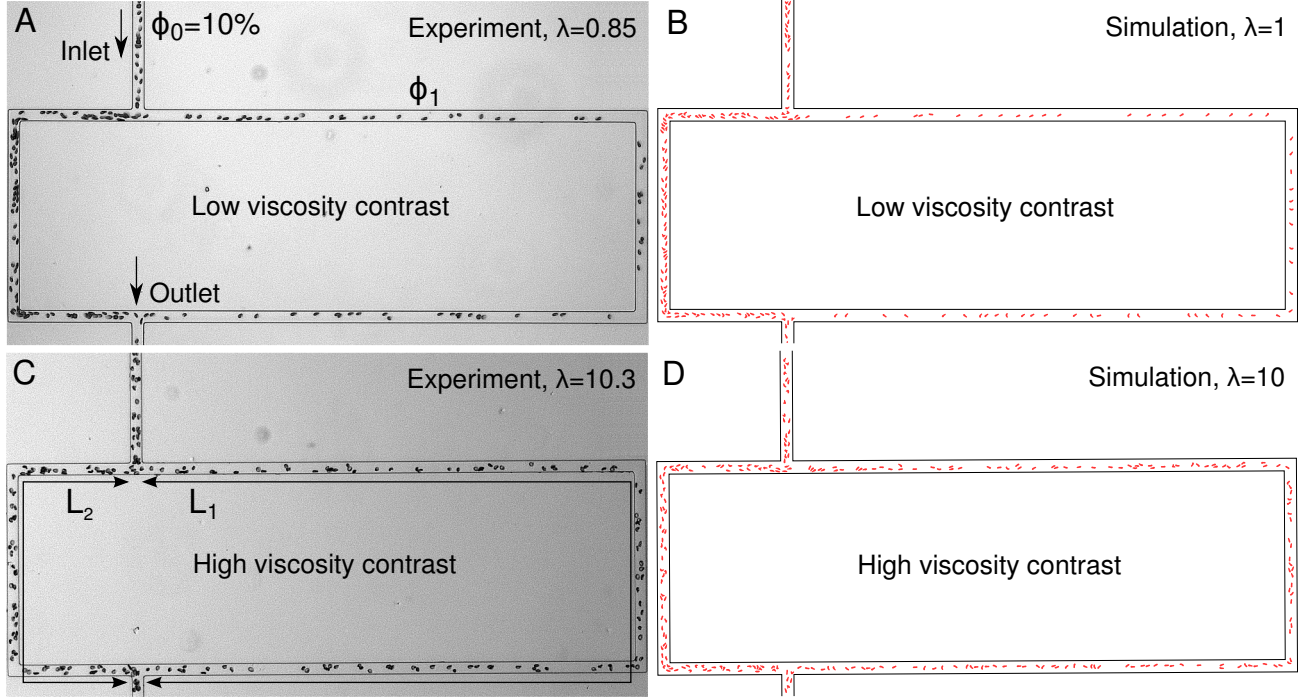 A
ϕ₀=10%
Experiment, λ=0.85
Inlet
ϕ₁
Low viscosity contrast
Outlet
B
Simulation, λ=1
Low viscosity contrast
C
Experiment, λ=10.3
L₂
L₁
High viscosity contrast
D
Simulation, λ=10
High viscosity contrast